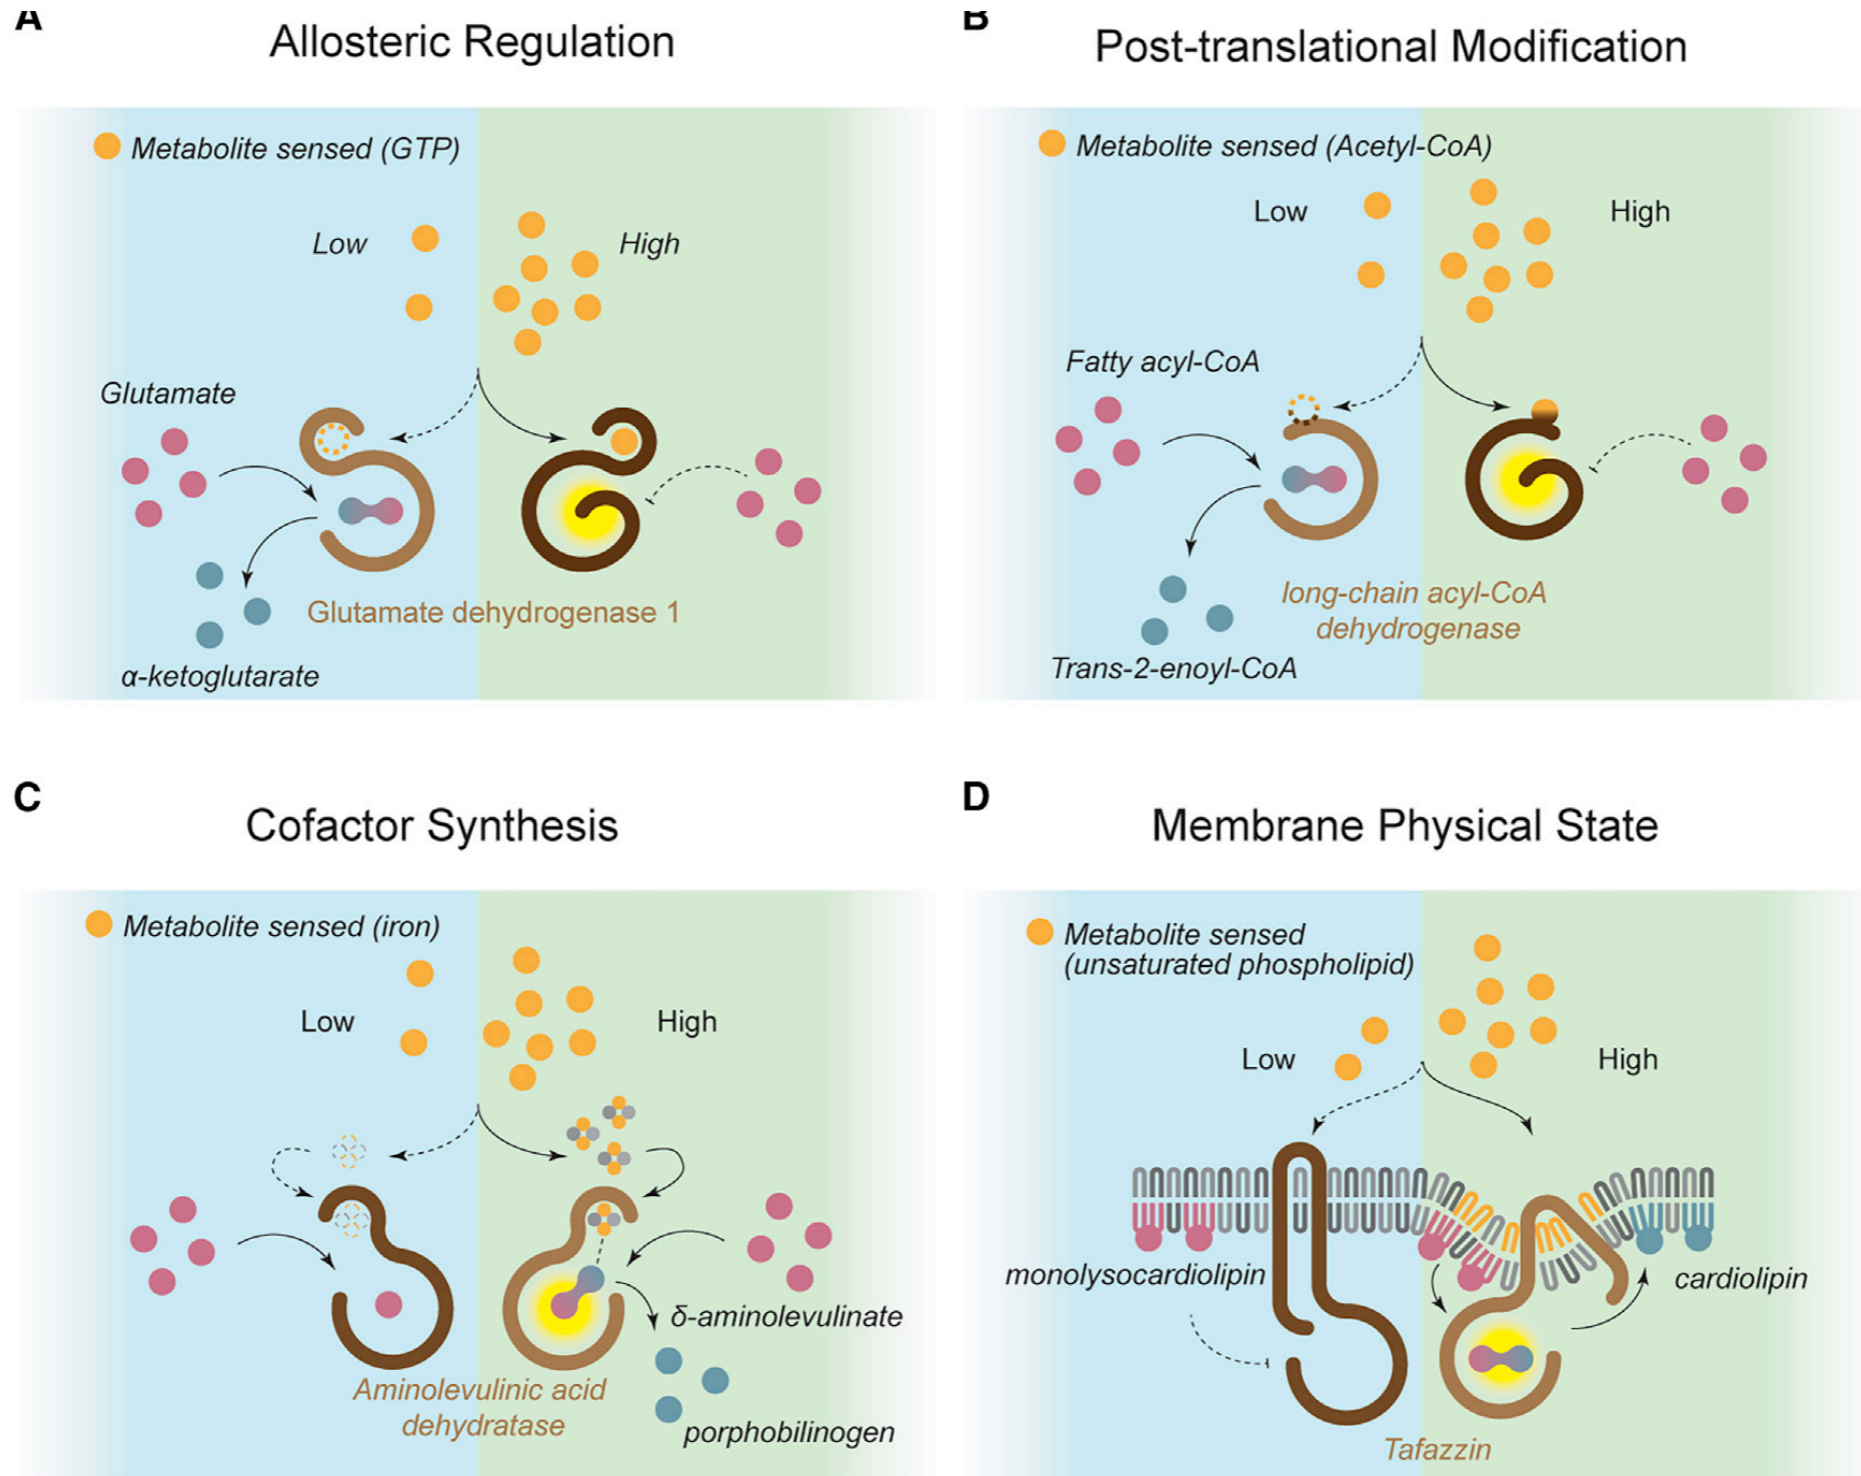 A
Allosteric Regulation
Metabolite sensed (GTP)
Low
High
Glutamate
Glutamate dehydrogenase 1
α-ketoglutarate
B
Post-translational Modification
Metabolite sensed (Acetyl-CoA)
Low
High
Fatty acyl-CoA
long-chain acyl-CoA
dehydrogenase
Trans-2-enoyl-CoA
C
Cofactor Synthesis
Metabolite sensed (iron)
Low
High
δ-aminolevulinate
Aminolevulinic acid
dehydratase
porphobilinogen
D
Membrane Physical State
Metabolite sensed
(unsaturated phospholipid)
Low
High
monolysocardiolipin
cardiolipin
Tafazzin